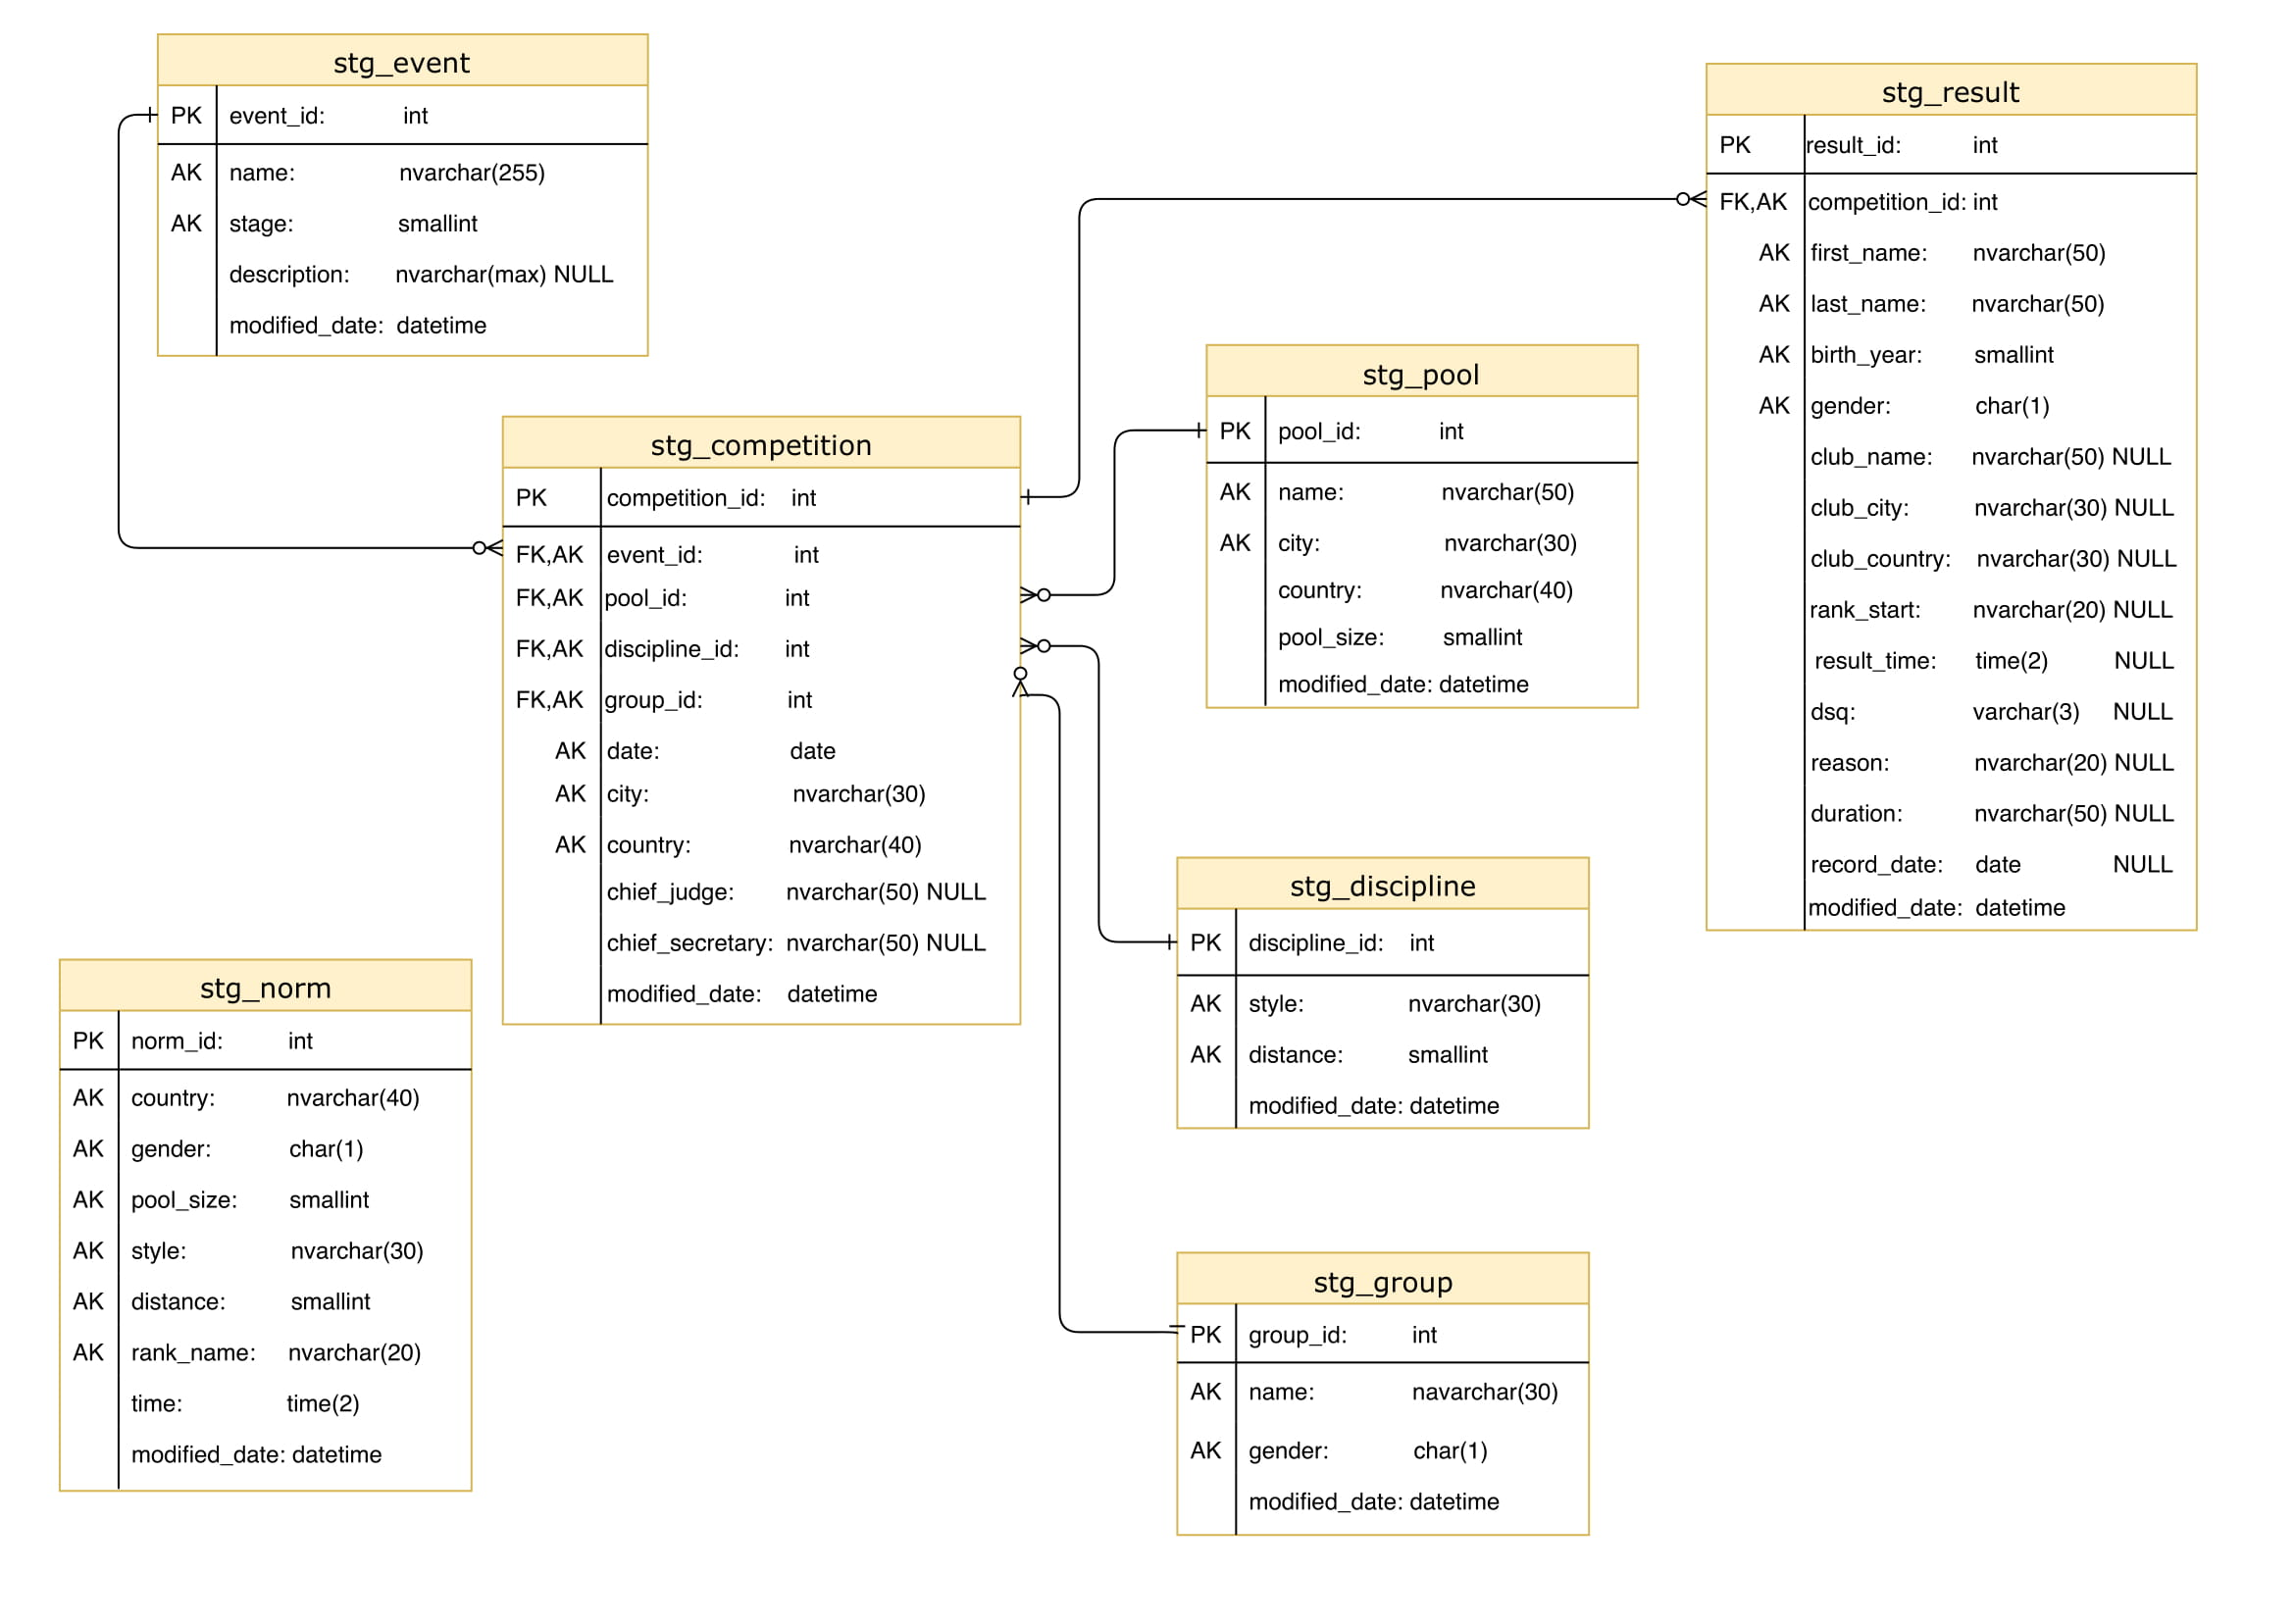 stg_event
PK event_id: int
AK name: nvarchar(255)
AK stage: smallint
description: nvarchar(max) NULL
modified_date: datetime
stg_result
PK result_id: int
FK,AK competition_id: int
AK first_name: nvarchar(50)
AK last_name: nvarchar(50)
AK birth_year: smallint
AK gender: char(1)
club_name: nvarchar(50) NULL
club_city: nvarchar(30) NULL
club_country: nvarchar(30) NULL
rank_start: nvarchar(20) NULL
result_time: time(2) NULL
dsq: varchar(3) NULL
reason: nvarchar(20) NULL
duration: nvarchar(50) NULL
record_date: date NULL
modified_date: datetime
stg_pool
PK pool_id: int
AK name: nvarchar(50)
AK city: nvarchar(30)
country: nvarchar(40)
pool_size: smallint
modified_date: datetime
stg_competition
PK competition_id: int
FK,AK event_id: int
FK,AK pool_id: int
FK,AK discipline_id: int
FK,AK group_id: int
AK date: date
AK city: nvarchar(30)
AK country: nvarchar(40)
chief_judge: nvarchar(50) NULL
chief_secretary: nvarchar(50) NULL
modified_date: datetime
stg_discipline
PK discipline_id: int
AK style: nvarchar(30)
AK distance: smallint
modified_date: datetime
stg_norm
PK norm_id: int
AK country: nvarchar(40)
AK gender: char(1)
AK pool_size: smallint
AK style: nvarchar(30)
AK distance: smallint
AK rank_name: nvarchar(20)
time: time(2)
modified_date: datetime
stg_group
PK group_id: int
AK name: navarchar(30)
AK gender: char(1)
modified_date: datetime